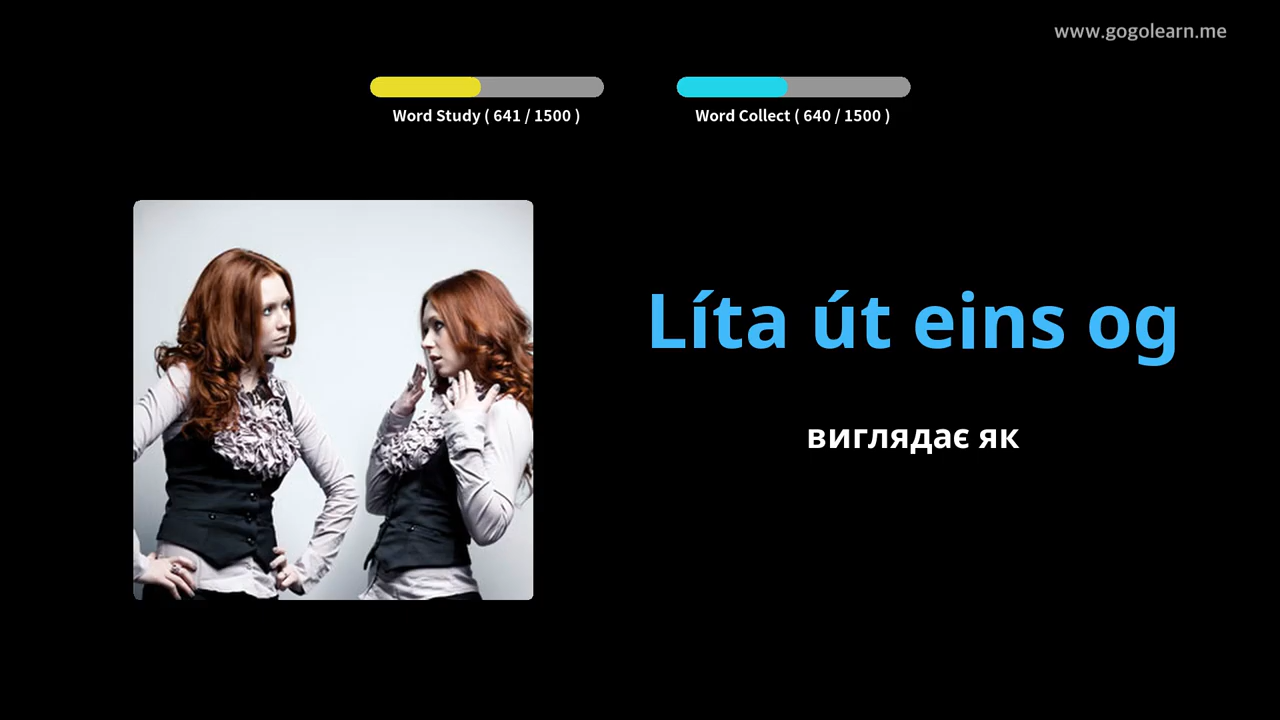 www.gogolearn.me
Word Study ( 641 / 1500 )
Word Collect ( 640 / 1500 )
Líta út eins og
виглядає як